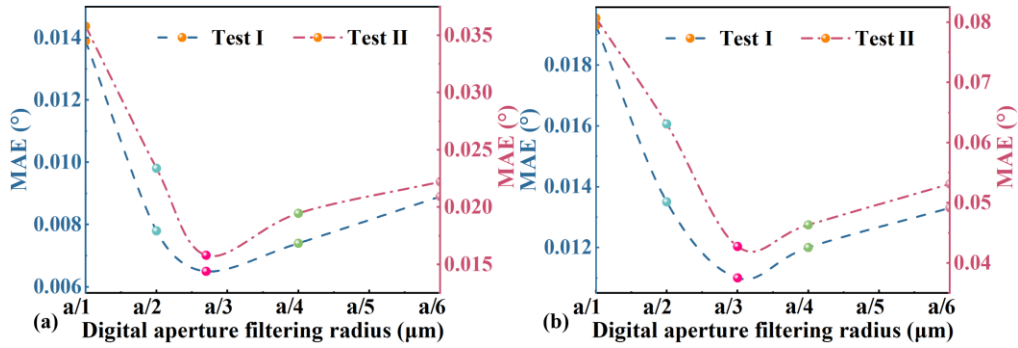 Test I
Test II
MAE (°)
0.014
0.012
0.010
0.008
0.006
0.035
0.030
0.025
0.020
0.015
MAE (°)
a/1
a/2
a/3
a/4
a/5
a/6
(a)
Digital aperture filtering radius (μm)
Test I
Test II
MAE (°)
0.018
0.016
0.014
0.012
0.08
0.07
0.06
0.05
0.04
MAE (°)
a/1
a/2
a/3
a/4
a/5
a/6
(b)
Digital aperture filtering radius (μm)